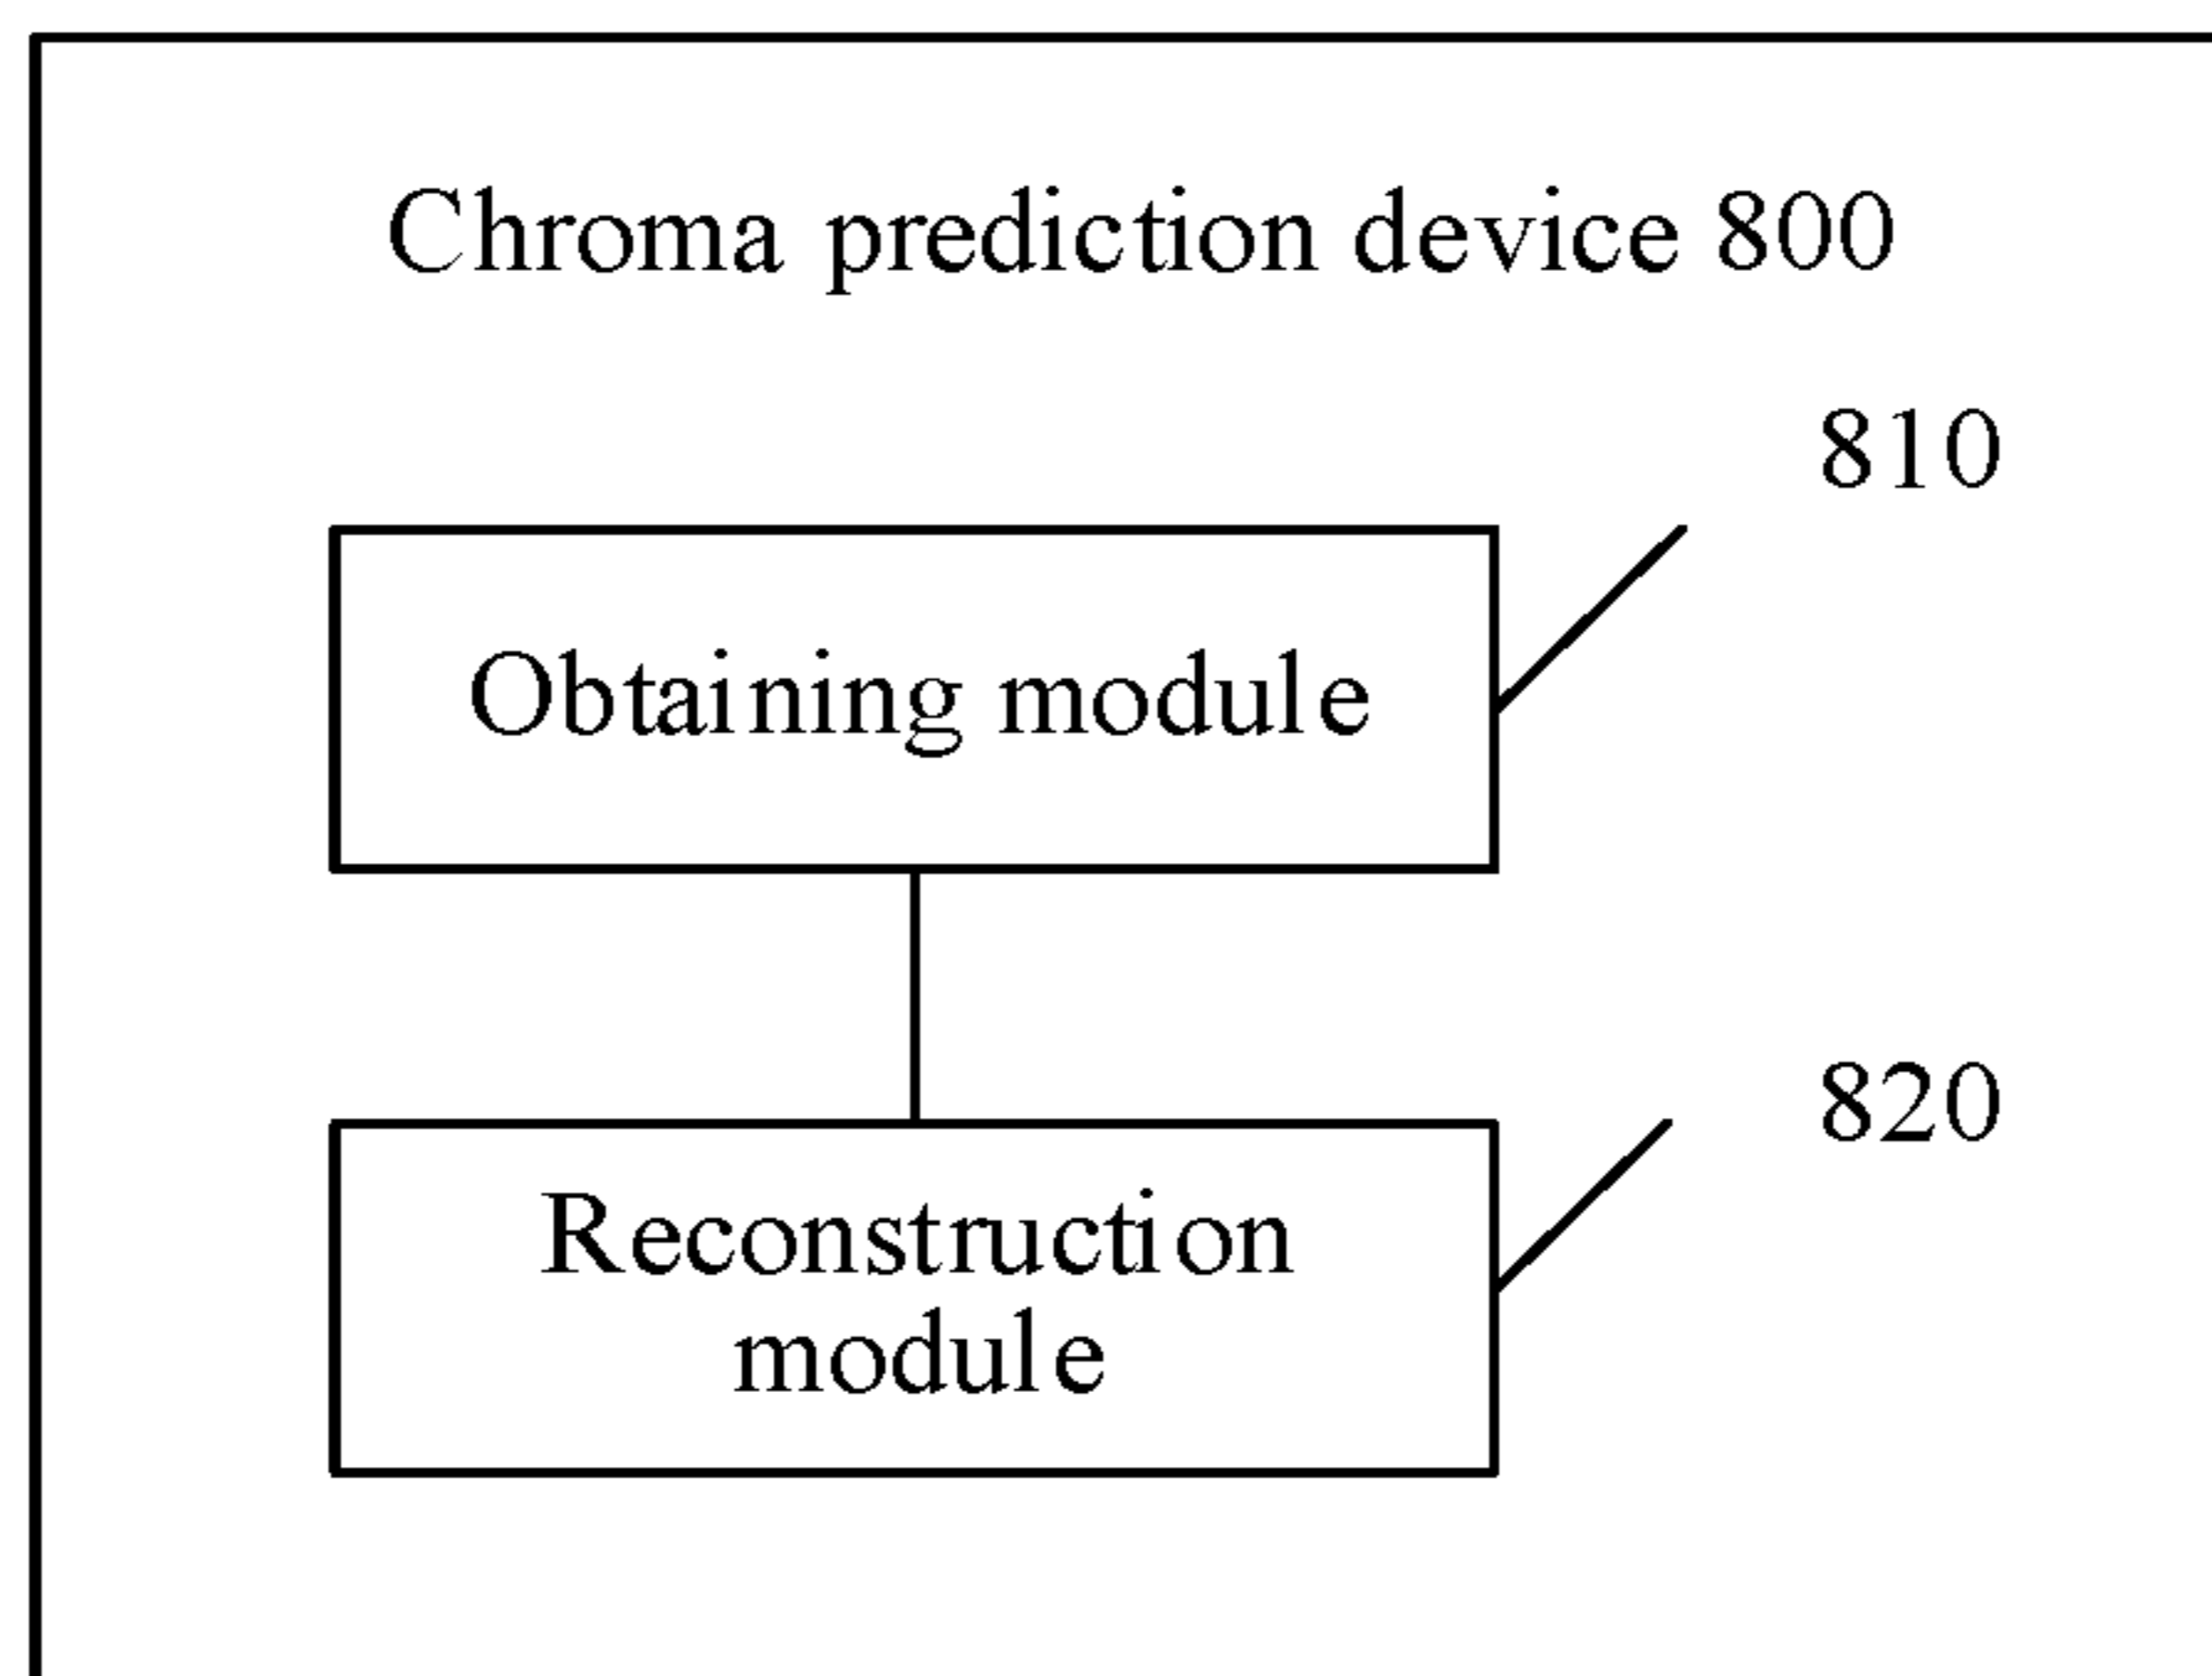 Chroma prediction device 800
810
Obtaining module
820
Reconstruction
module